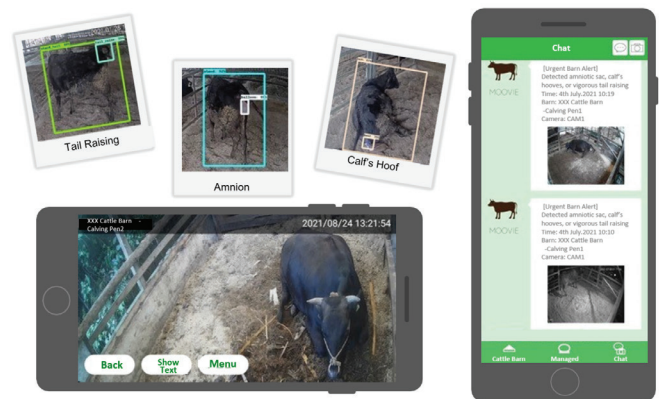 Tail Raising
Amnion
Calf's Hoof
XXX Cattle Barn -
Calving Pen2
2021/08/24 13:21:54
Back
Show
Text
Menu
Chat
MOOVIE
[Urgent Barn Alert]
Detected amniotic sac, calf's
hooves, or vigorous tail raising
Time: 4th July.2021 10:19
Barn: XXX Cattle Barn
-Calving Pen1
Camera: CAM1
MOOVIE
[Urgent Barn Alert]
Detected amniotic sac, calf's
hooves, or vigorous tail raising
Time: 4th July.2021 10:10
Barn: XXX Cattle Barn
-Calving Pen1
Camera: CAM1
Cattle Barn
Managed
Chat